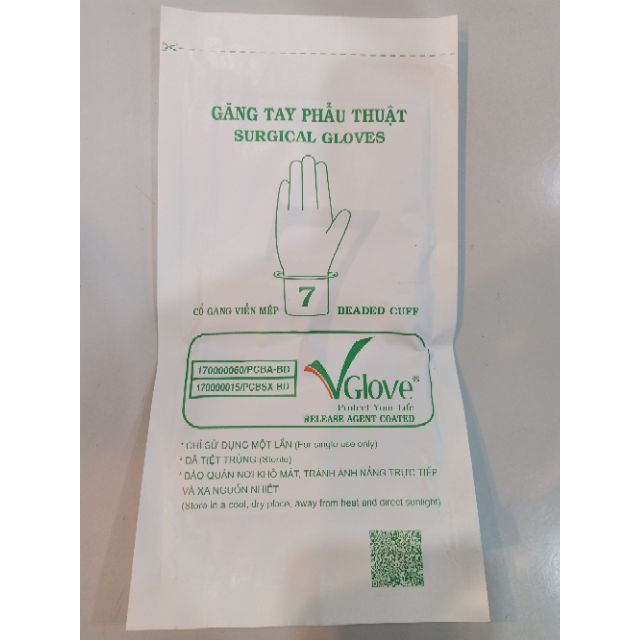 GĂNG TAY PHẪU THUẬT
SURGICAL GLOVES
7
CỔ GĂNG VIỀN MÉP
BEADED CUFF
170000060/PCBA-BD
170000015/PCBSX-BD
VGlove®
Protect Your Life
RELEASE AGENT COATED
* CHỈ SỬ DỤNG MỘT LẦN (For single use only)
* ĐÃ TIỆT TRÙNG (Sterile)
* BẢO QUẢN NƠI KHÔ MÁT, TRÁNH ÁNH NẮNG TRỰC TIẾP
VÀ XA NGUỒN NHIỆT
(Store in a cool, dry place, away from heat and direct sunlight)